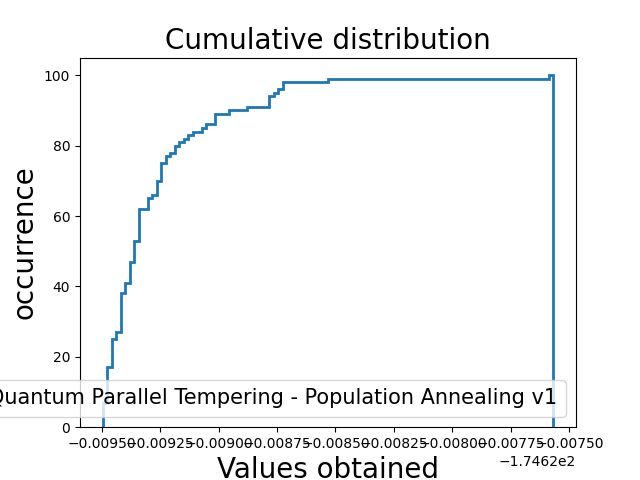 Cumulative distribution
100
80
60
40
20
0
occurrence
Quantum Parallel Tempering - Population Annealing v1
−0.00950 −0.00925 −0.00900 −0.00875 −0.00850 −0.00825 −0.00800 −0.00775 −0.00750
−1.7462e2
Values obtained